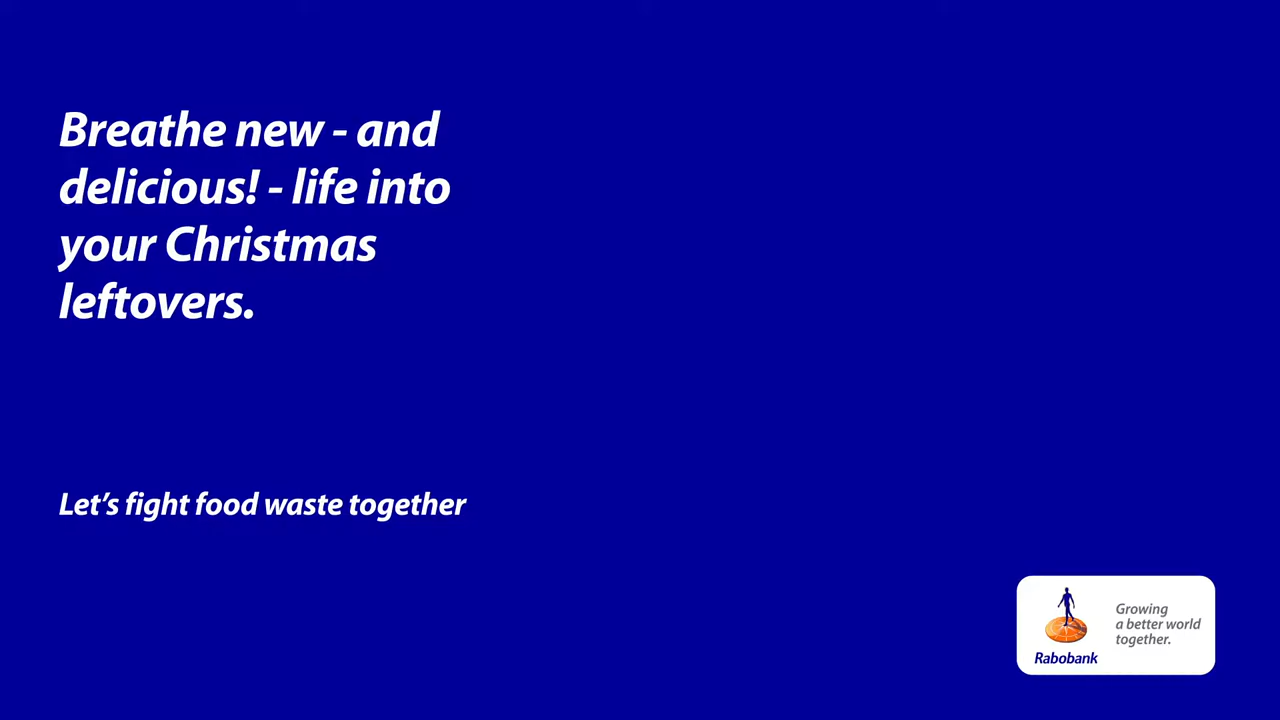 Breathe new - and
delicious! - life into
your Christmas
leftovers.
Let’s fight food waste together
Growing
a better world
together.
Rabobank